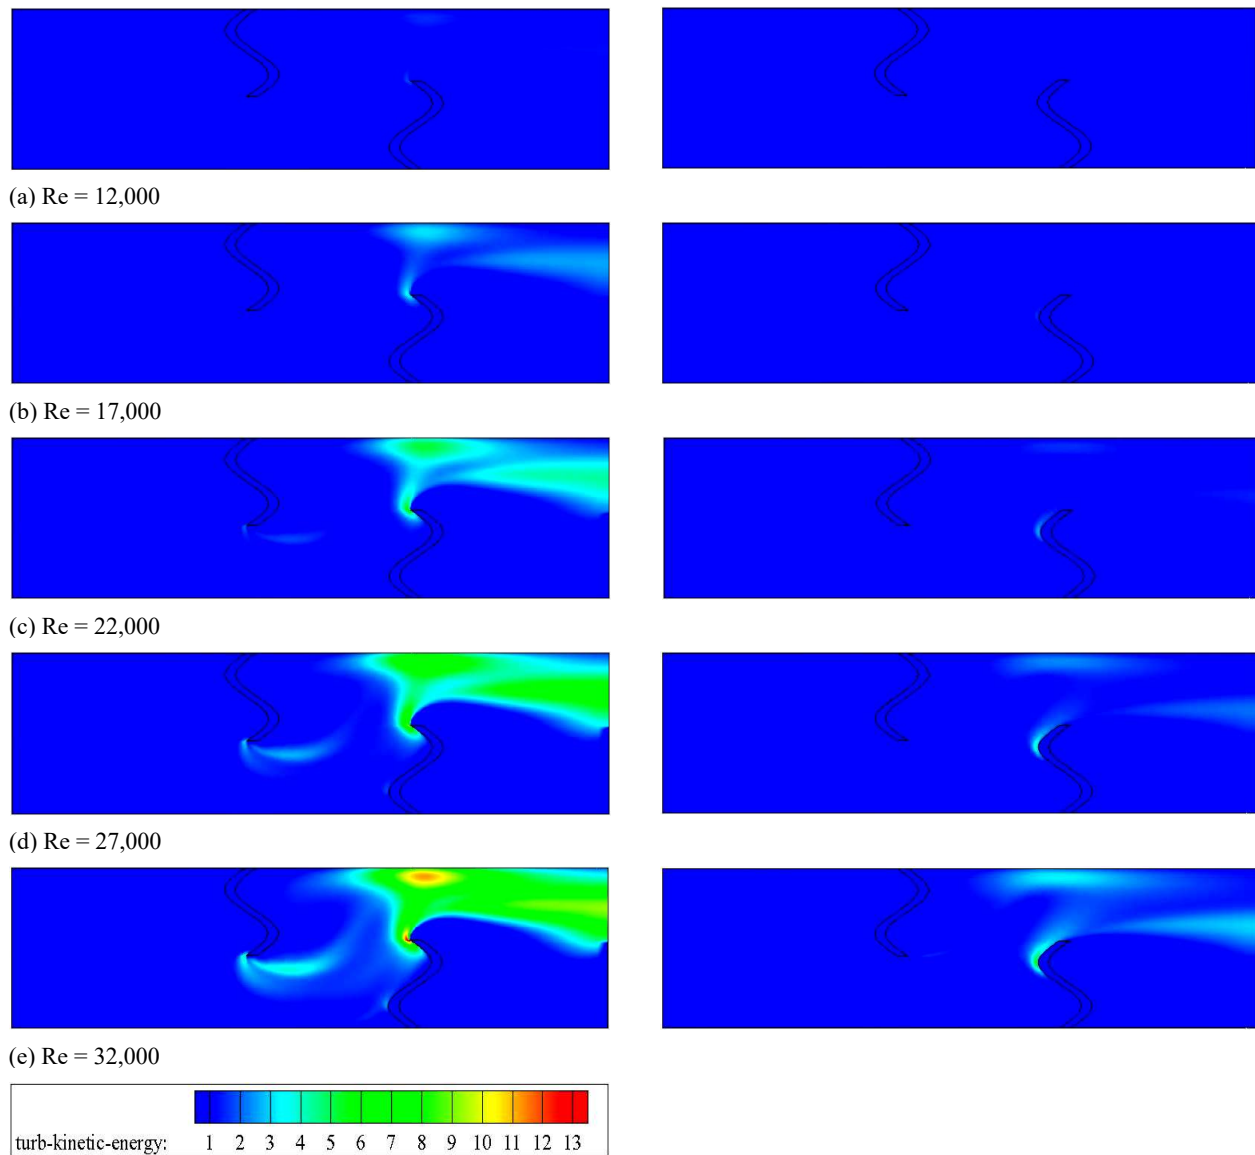 (a) Re = 12,000
(b) Re = 17,000
(c) Re = 22,000
(d) Re = 27,000
(e) Re = 32,000
turb-kinetic-energy: 1 2 3 4 5 6 7 8 9 10 11 12 13